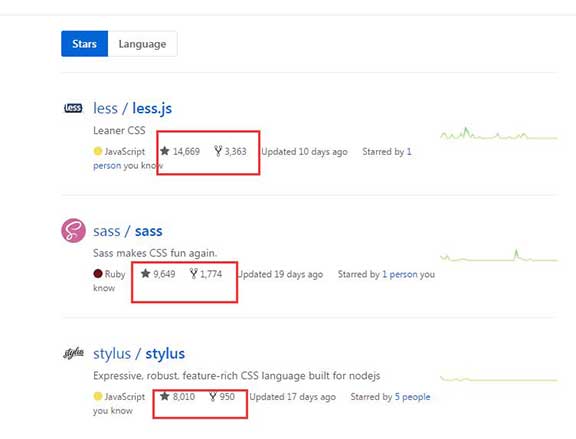 Stars Language
less
less / less.js
Leaner CSS
JavaScript 14,669 3,363 Updated 10 days ago Starred by 1
person you know
sass / sass
Sass makes CSS fun again.
Ruby 9,649 1,774 Updated 19 days ago Starred by 1 person you
know
stylus
stylus / stylus
Expressive, robust, feature-rich CSS language built for nodejs
JavaScript 8,010 950 Updated 17 days ago Starred by 5 people
you know